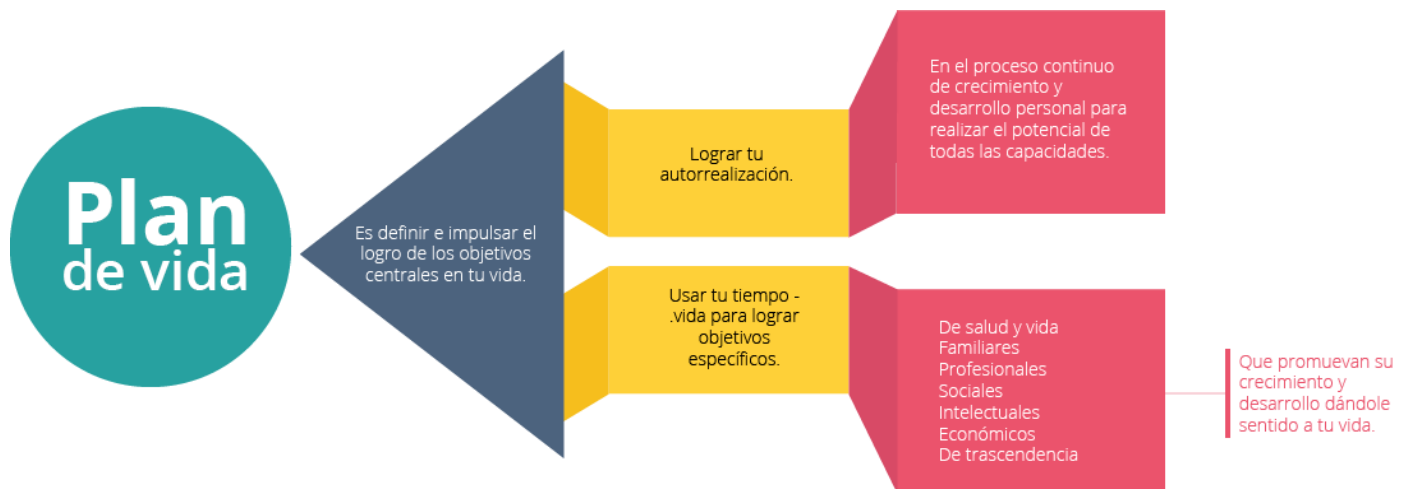 Plan
de vida
Es definir e impulsar el
logro de los objetivos
centrales en tu vida.
Lograr tu
autorrealización.
En el proceso continuo
de crecimiento y
desarrollo personal para
realizar el potencial de
todas las capacidades.
Usar tu tiempo -
.vida para lograr
objetivos
específicos.
De salud y vida
Familiares
Profesionales
Sociales
Intelectuales
Económicos
De trascendencia
Que promuevan su
crecimiento y
desarrollo dándole
sentido a tu vida.